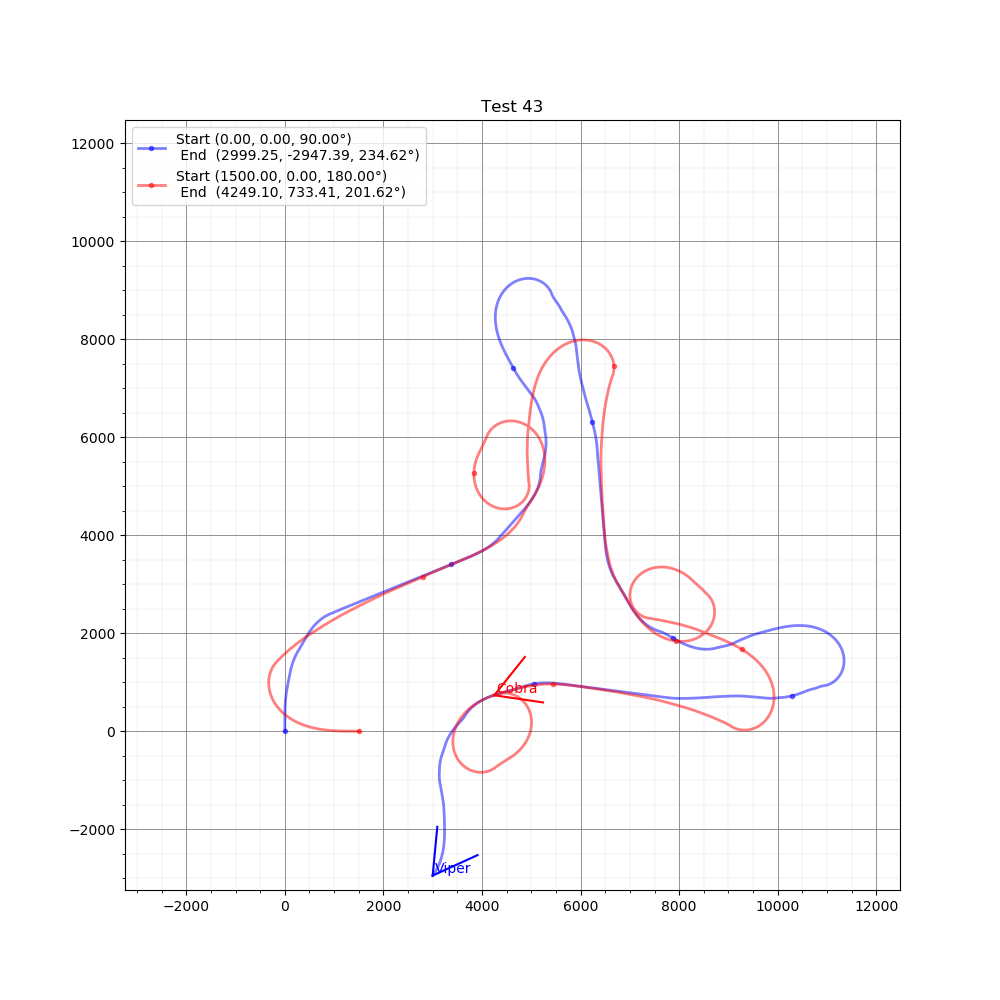 Test 43
Start (0.00, 0.00, 90.00°)
End (2999.25, -2947.39, 234.62°)
Start (1500.00, 0.00, 180.00°)
End (4249.10, 733.41, 201.62°)
12000
10000
8000
6000
4000
2000
0
−2000
Cobra
Viper
−2000 0 2000 4000 6000 8000 10000 12000